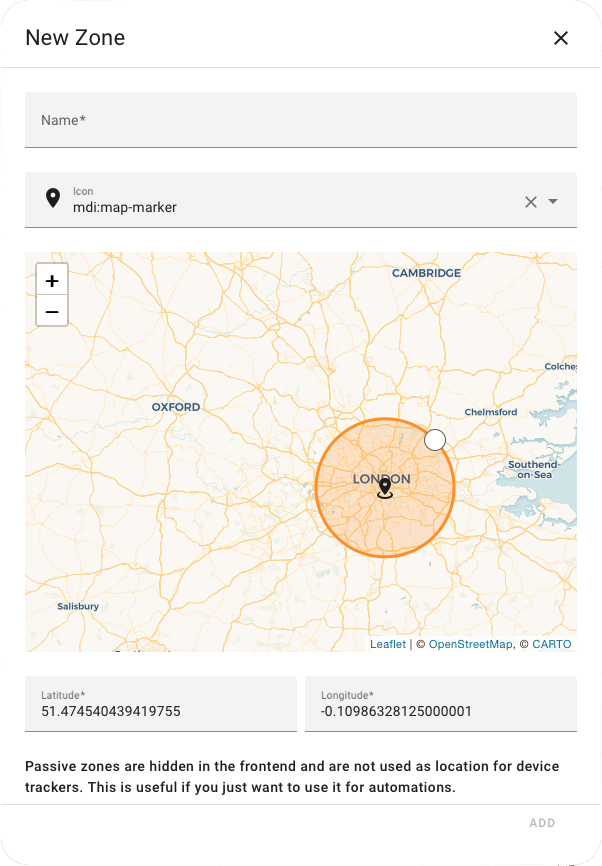 New Zone
Name*
Icon
mdi:map-marker
+
−
CAMBRIDGE
Colches
OXFORD
Chelmsford
LONDON
Southend-
on-Sea
Salisbury
Leaflet | © OpenStreetMap, © CARTO
Latitude*
51.474540439419755
Longitude*
-0.10986328125000001
Passive zones are hidden in the frontend and are not used as location for device
trackers. This is useful if you just want to use it for automations.
ADD